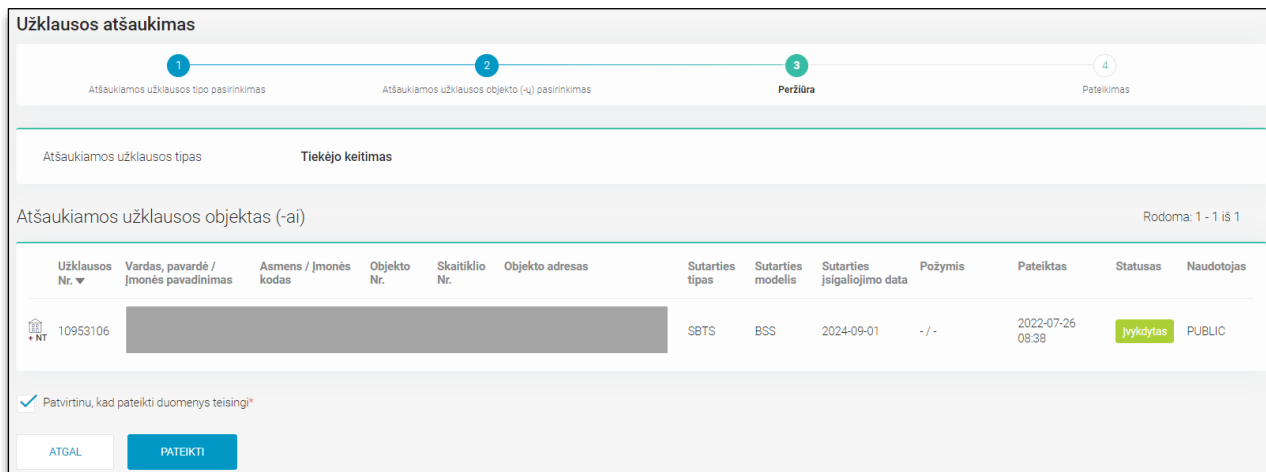 Užklausos atšaukimas
1 2 3 4
Atšaukiamos užklausos tipo pasirinkimas Atšaukiamos užklausos objekto (-ų) pasirinkimas Peržiūra Pateikimas
Atšaukiamos užklausos tipas Tiekėjo keitimas
Atšaukiamos užklausos objektas (-ai) Rodoma: 1 - 1 iš 1
Užklausos Vardas, pavardė / Asmens / Įmonės Objekto Skaitiklio Objekto adresas Sutarties Sutarties Sutarties Požymis Pateiktas Statusas Naudotojas
Nr. ▼ Įmonės pavadinimas kodas Nr. Nr. tipas modelis įsigaliojimo data
+ NT 10953106 SBTS BSS 2024-09-01 - / - 2022-07-26 Įvykdytas PUBLIC
08:38
Patvirtinu, kad pateikti duomenys teisingi*
ATGAL PATEIKTI